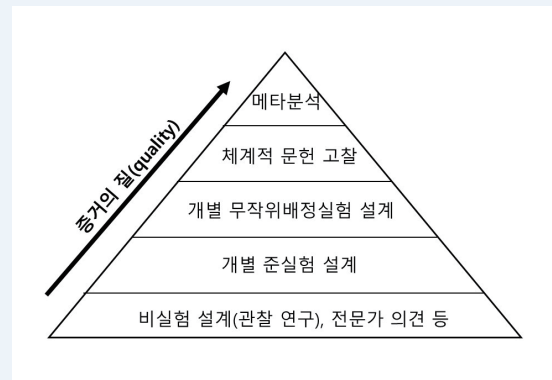 메타분석
체계적 문헌 고찰
증거의 질(quality)
개별 무작위배정실험 설계
개별 준실험 설계
비실험 설계(관찰 연구), 전문가 의견 등